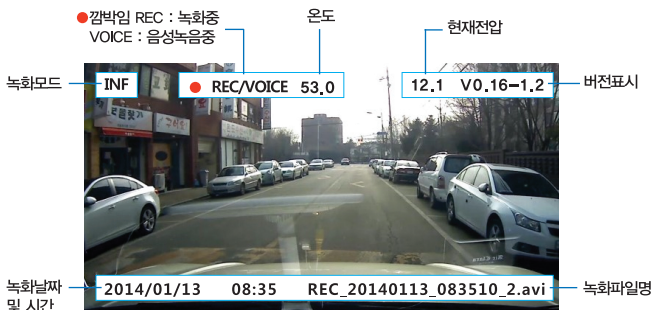 ●깜박임 REC : 녹화중
VOICE : 음성녹음중
온도
현재전압
녹화모드
INF
● REC/VOICE 53.0
12.1 V0.16-1.2
버전표시
녹화날짜
및 시간
2014/01/13 08:35 REC_20140113_083510_2.avi
녹화파일명